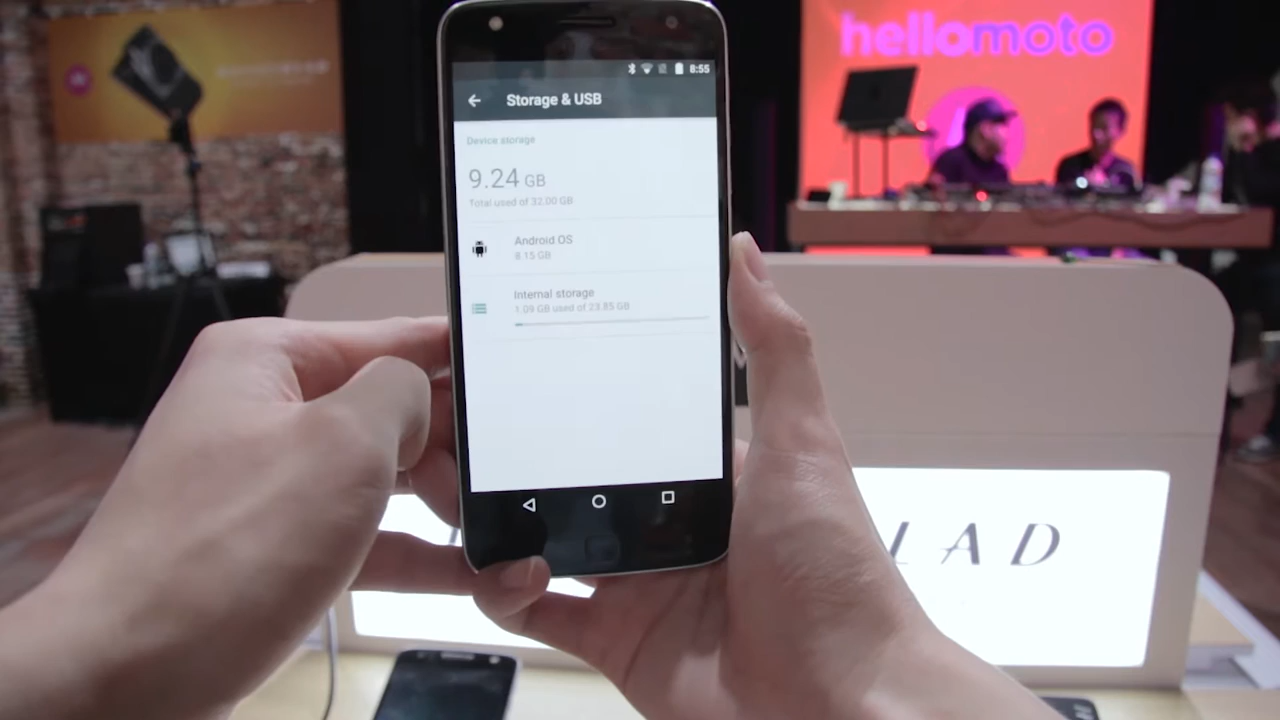 hellomoto
8:55
Storage & USB
Device storage
9.24 GB
Total used of 32.00 GB
Android OS
8.15 GB
Internal storage
1.09 GB used of 23.85 GB
LAD